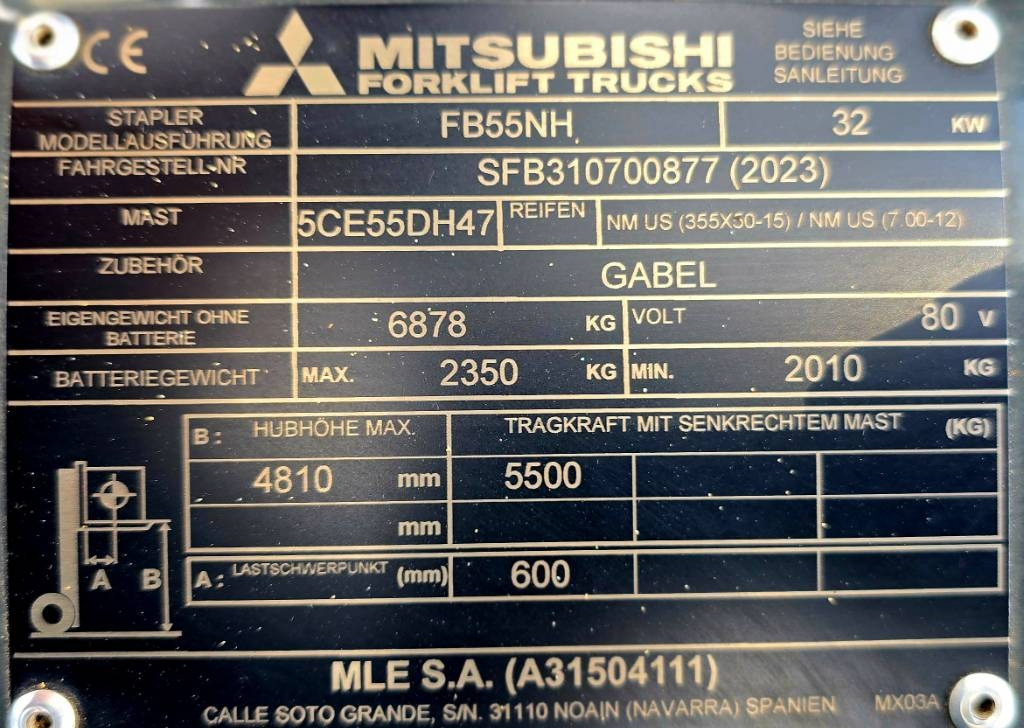 CE MITSUBISHI FORKLIFT TRUCKS
SIEHE
BEDIENUNG
SANLEITUNG
STAPLER
MODELLAUSFÜHRUNG
FB55NH 32 KW
FAHRGESTELL-NR SFB310700877 (2023)
MAST 5CE55DH47 REIFEN NM US (355X50-15) / NM US (7.00-12)
ZUBEHÖR GABEL
EIGENGEWICHT OHNE
BATTERIE
6878 KG VOLT 80 V
BATTERIEGEWICHT MAX. 2350 KG MIN. 2010 KG
B: HUBHÖHE MAX. TRAGKRAFT MIT SENKRECHTEM MAST (KG)
4810 mm 5500
mm
A: LASTSCHWERPUNKT (mm) 600
A B
MLE S.A. (A31504111)
CALLE SOTO GRANDE, S/N. 31110 NOAIN (NAVARRA) SPANIEN MX03A